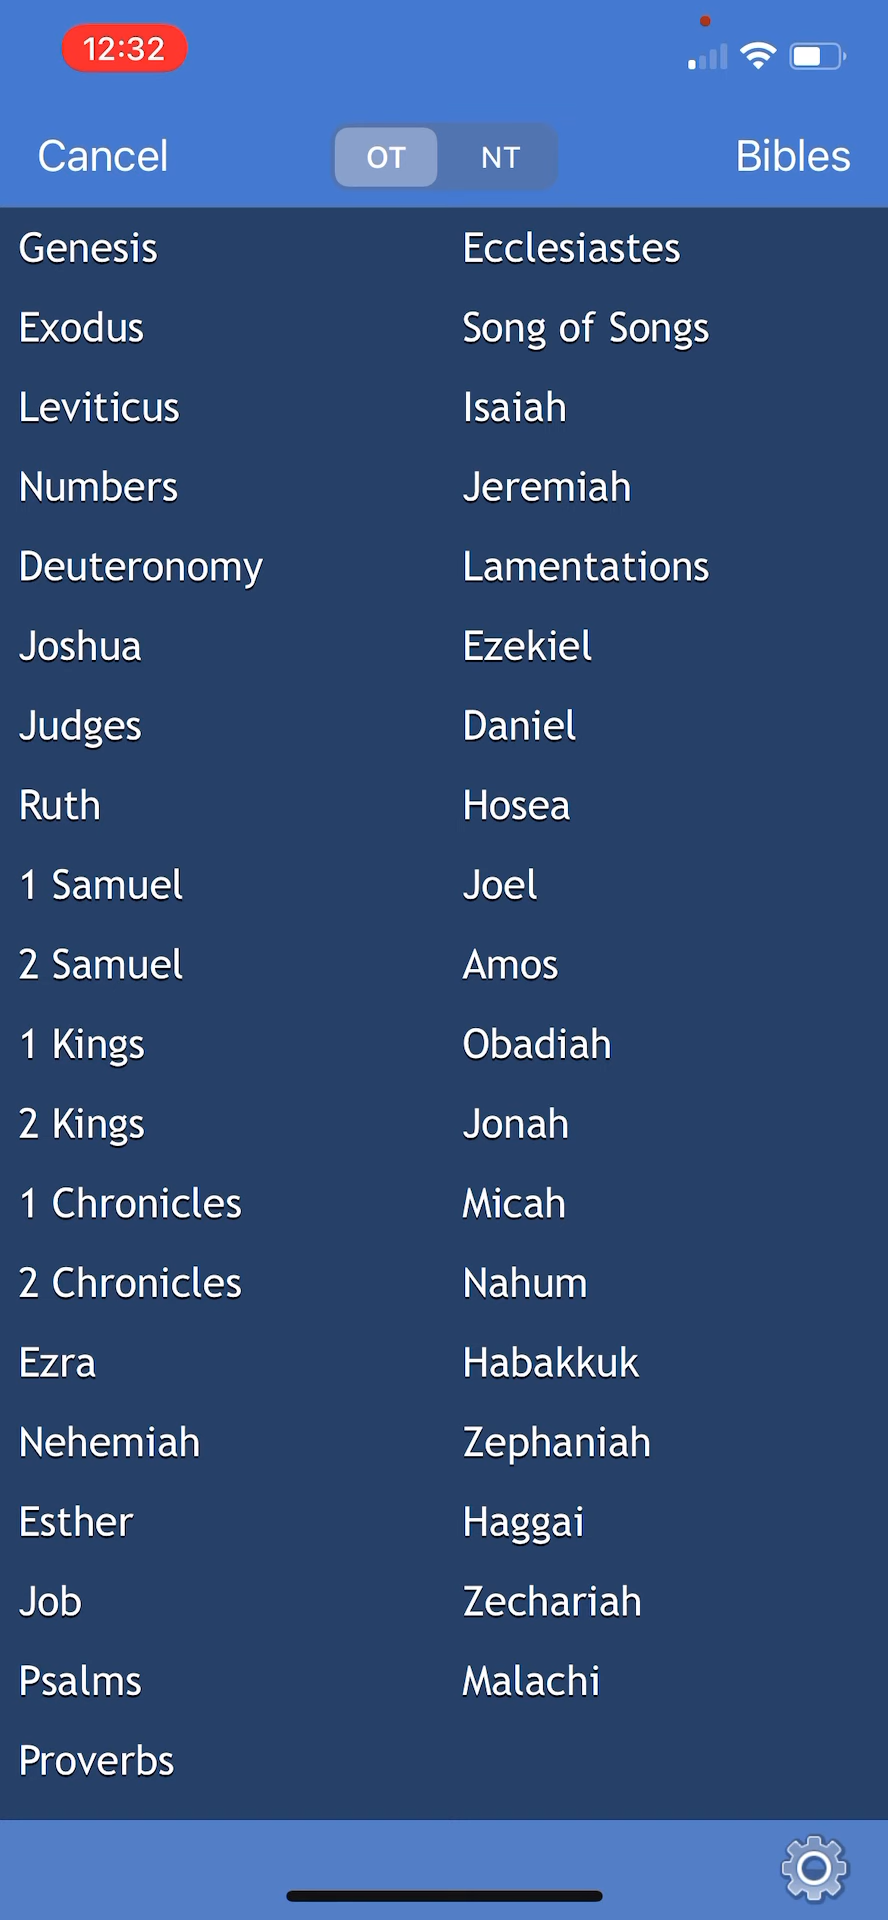 12:32
Cancel
OT
NT
Bibles
Genesis
Exodus
Leviticus
Numbers
Deuteronomy
Joshua
Judges
Ruth
1 Samuel
2 Samuel
1 Kings
2 Kings
1 Chronicles
2 Chronicles
Ezra
Nehemiah
Esther
Job
Psalms
Proverbs
Ecclesiastes
Song of Songs
Isaiah
Jeremiah
Lamentations
Ezekiel
Daniel
Hosea
Joel
Amos
Obadiah
Jonah
Micah
Nahum
Habakkuk
Zephaniah
Haggai
Zechariah
Malachi